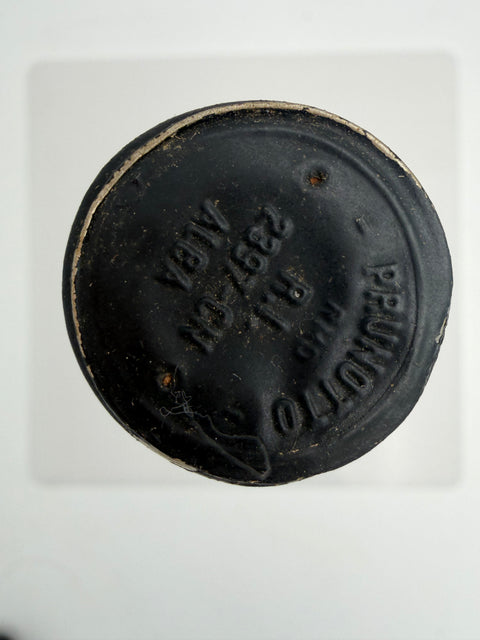 PRUNOTTO
R.I.
2397/CN
ALBA